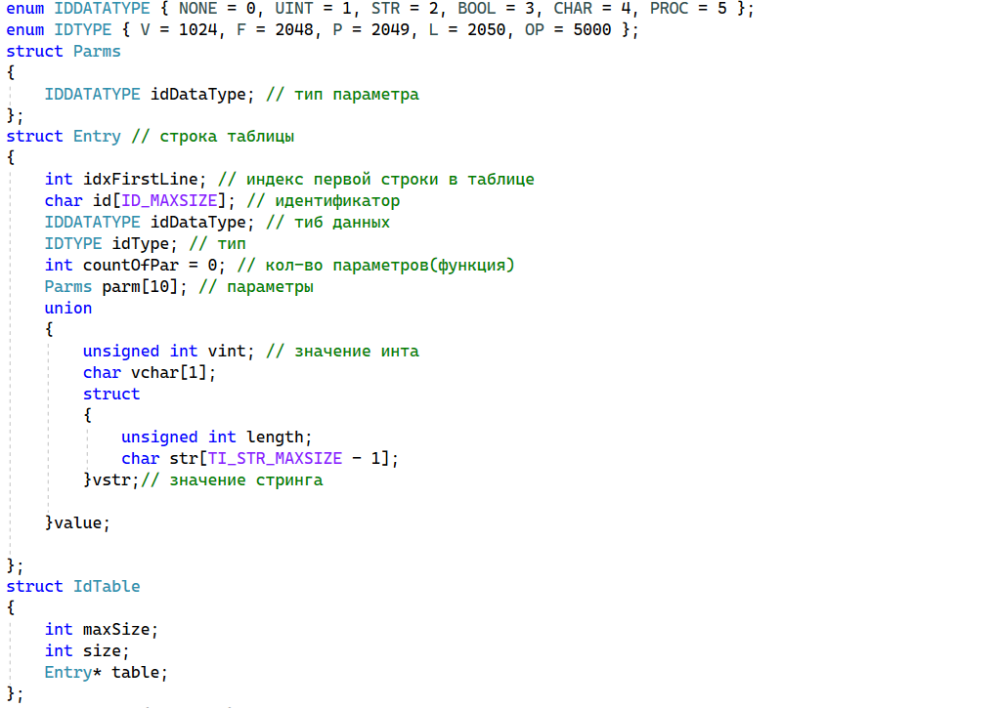 enum IDDATATYPE { NONE = 0, UINT = 1, STR = 2, BOOL = 3, CHAR = 4, PROC = 5 };
enum IDTYPE { V = 1024, F = 2048, P = 2049, L = 2050, OP = 5000 };
struct Parms
{
    IDDATATYPE idDataType; // тип параметра
};
struct Entry // строка таблицы
{
    int idxFirstLine; // индекс первой строки в таблице
    char id[ID_MAXSIZE]; // идентификатор
    IDDATATYPE idDataType; // тиб данных
    IDTYPE idType; // тип
    int countOfPar = 0; // кол-во параметров(функция)
    Parms parm[10]; // параметры
    union
    {
        unsigned int vint; // значение инта
        char vchar[1];
        struct
        {
            unsigned int length;
            char str[TI_STR_MAXSIZE - 1];
        }vstr;// значение стринга
    }value;
};
struct IdTable
{
    int maxSize;
    int size;
    Entry* table;
};